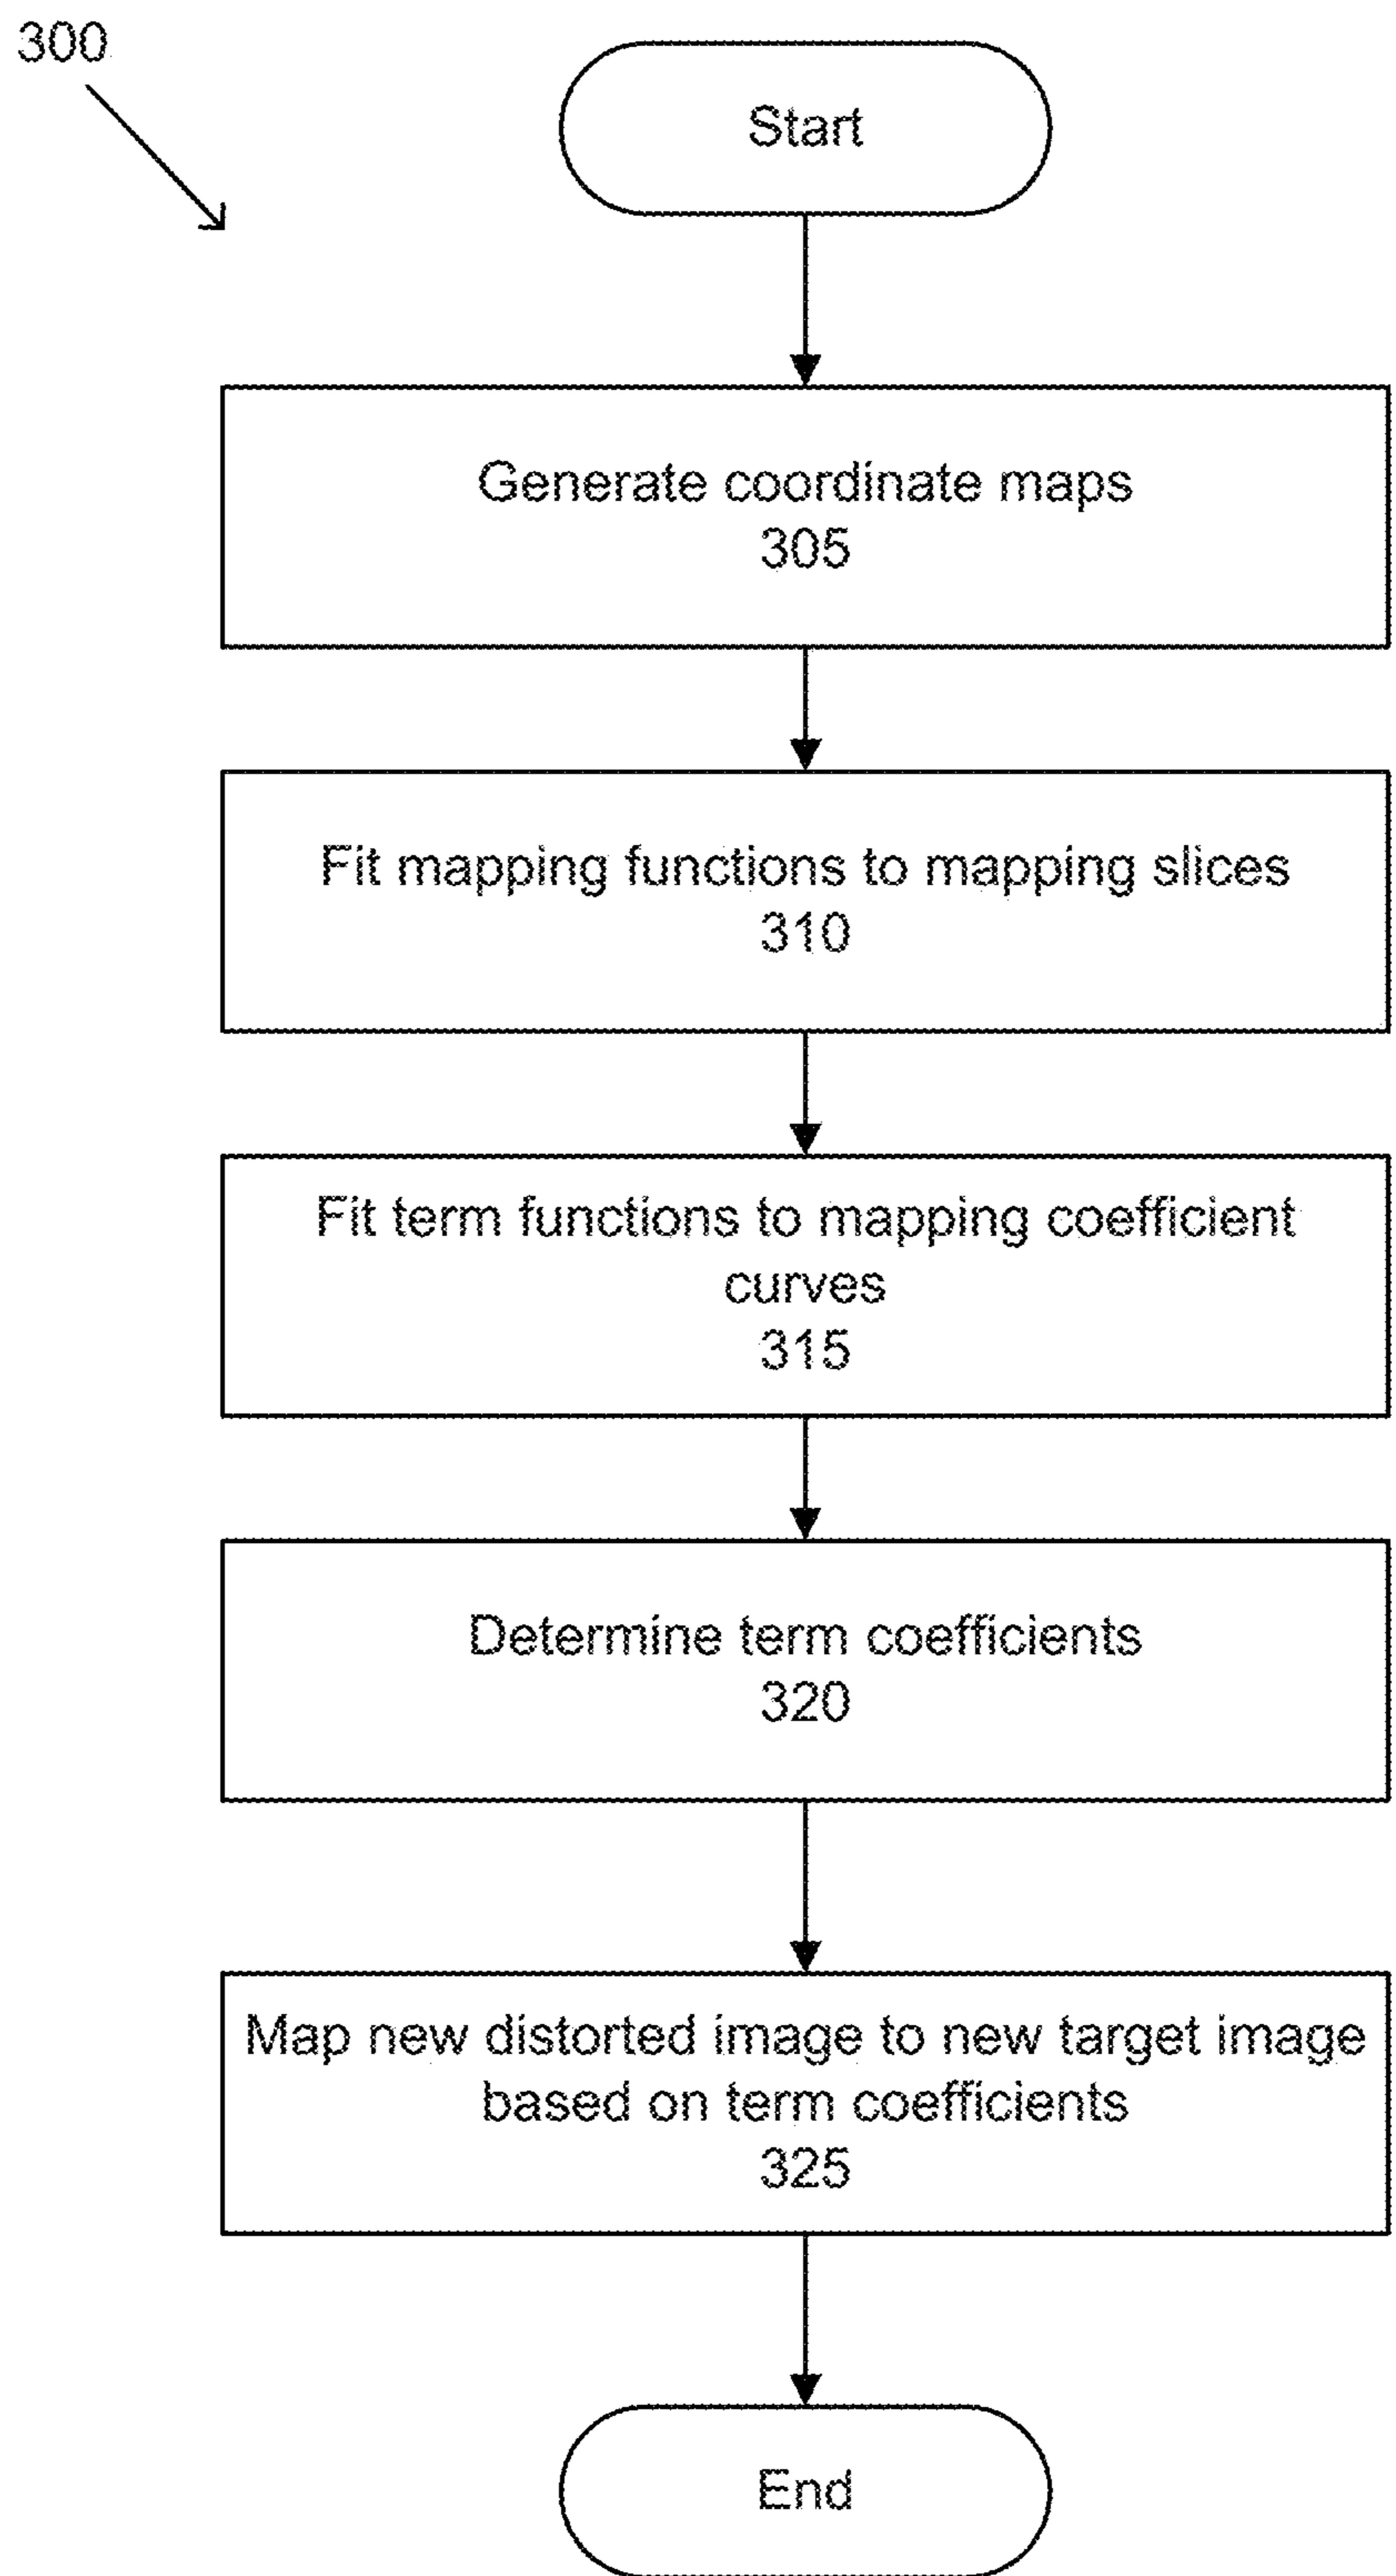 300
Start
Generate coordinate maps
305
Fit mapping functions to mapping slices
310
Fit term functions to mapping coefficient
curves
315
Determine term coefficients
320
Map new distorted image to new target image
based on term coefficients
325
End